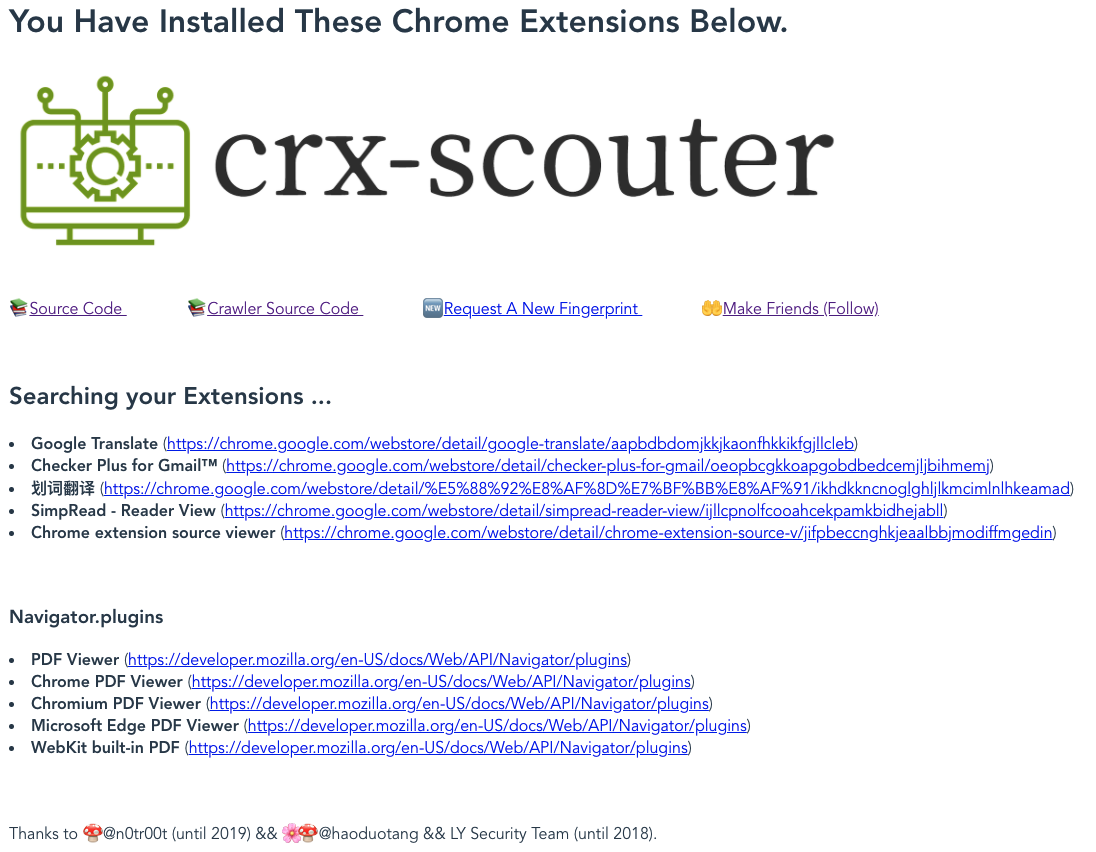 You Have Installed These Chrome Extensions Below.
crx-scouter
📚Source Code 📚Crawler Source Code 🆕Request A New Fingerprint 🤲Make Friends (Follow)
Searching your Extensions ...
• Google Translate (https://chrome.google.com/webstore/detail/google-translate/aapbdbdomjkkjkaonfhkkikfgjllcleb)
• Checker Plus for Gmail™ (https://chrome.google.com/webstore/detail/checker-plus-for-gmail/oeopbcgkkoapgobdbedcemjljbihmemj)
• 划词翻译 (https://chrome.google.com/webstore/detail/%E5%88%92%E8%AF%8D%E7%BF%BB%E8%AF%91/ikhdkkncnoglghljlkmcimlnlhkeamad)
• SimpRead - Reader View (https://chrome.google.com/webstore/detail/simpread-reader-view/ijllcpnolfcooahcekpamkbidhejabll)
• Chrome extension source viewer (https://chrome.google.com/webstore/detail/chrome-extension-source-v/jifpbeccnghkjeaalbbjmodiffmgedin)
Navigator.plugins
• PDF Viewer (https://developer.mozilla.org/en-US/docs/Web/API/Navigator/plugins)
• Chrome PDF Viewer (https://developer.mozilla.org/en-US/docs/Web/API/Navigator/plugins)
• Chromium PDF Viewer (https://developer.mozilla.org/en-US/docs/Web/API/Navigator/plugins)
• Microsoft Edge PDF Viewer (https://developer.mozilla.org/en-US/docs/Web/API/Navigator/plugins)
• WebKit built-in PDF (https://developer.mozilla.org/en-US/docs/Web/API/Navigator/plugins)
Thanks to 🍄@n0tr00t (until 2019) && 🌸🍄@haoduotang && LY Security Team (until 2018).